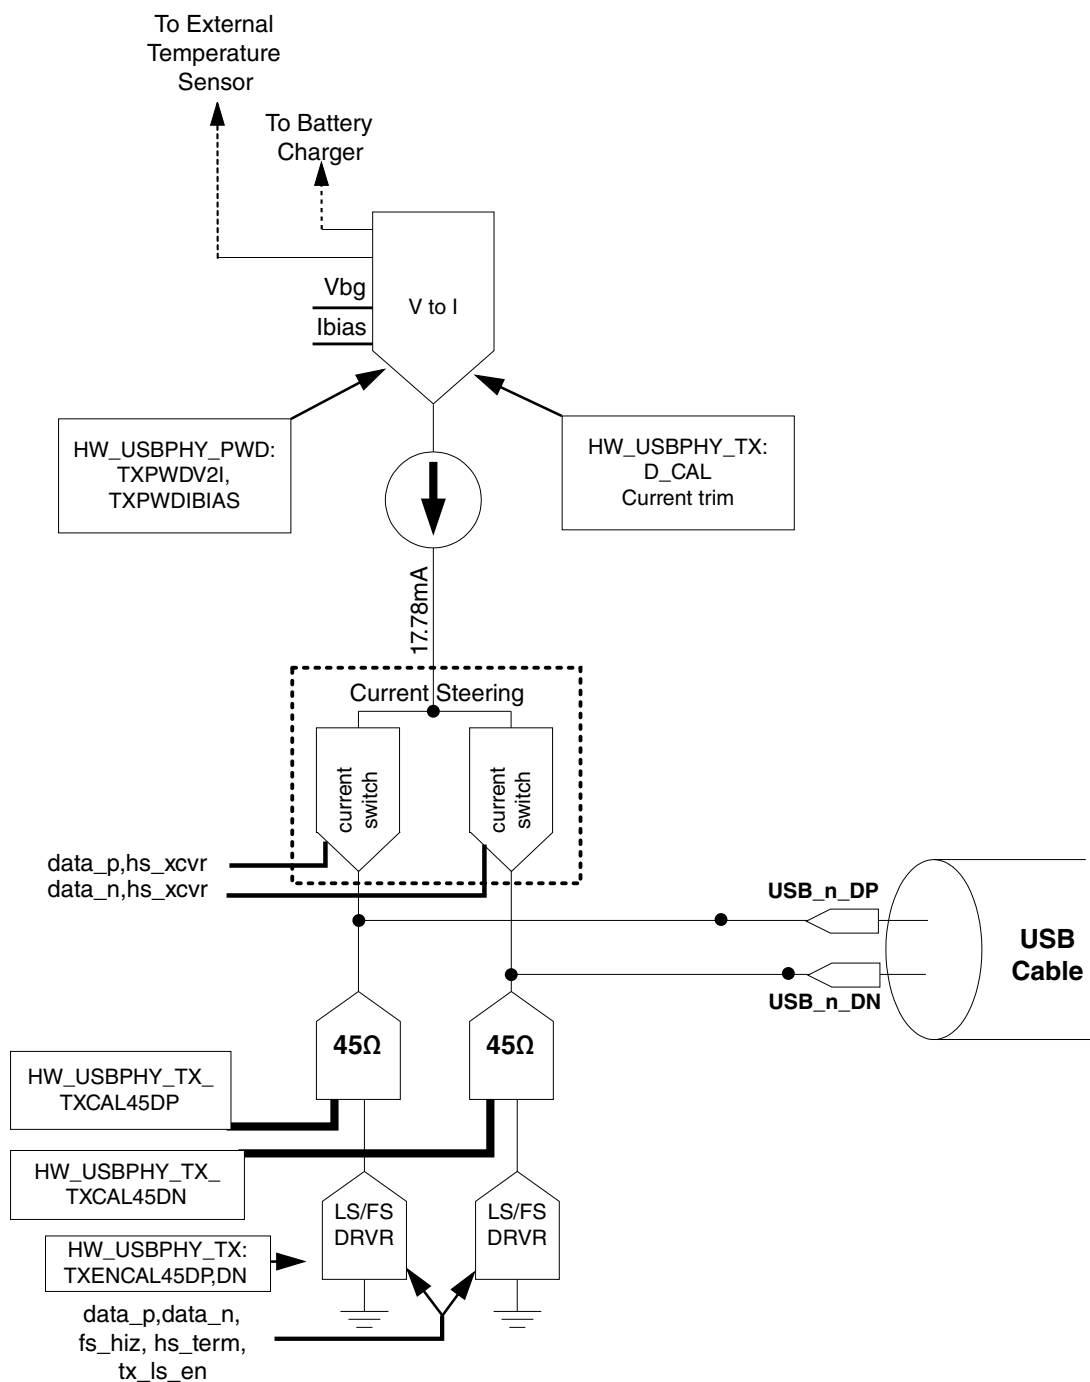 To External
Temperature
Sensor
To Battery
Charger
Vbg
Ibias
V to I
HW_USBPHY_PWD:
TXPWDV2I,
TXPWDIBIAS
HW_USBPHY_TX:
D_CAL
Current trim
17.78mA
Current Steering
current
switch
current
switch
data_p,hs_xcvr
data_n,hs_xcvr
USB_n_DP
USB_n_DN
USB
Cable
45Ω
45Ω
HW_USBPHY_TX_
TXCAL45DP
HW_USBPHY_TX_
TXCAL45DN
LS/FS
DRVR
LS/FS
DRVR
HW_USBPHY_TX:
TXENCAL45DP,DN
data_p,data_n,
fs_hiz, hs_term,
tx_ls_en